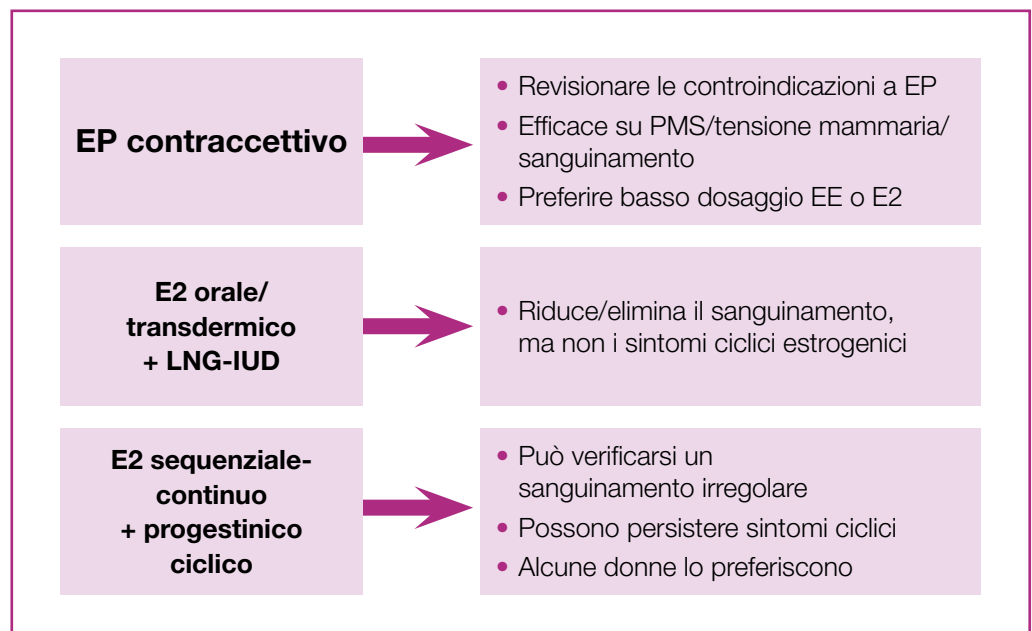 EP contraccettivo
• Revisionare le controindicazioni a EP
• Efficace su PMS/tensione mammaria/
sanguinamento
• Preferire basso dosaggio EE o E2
E2 orale/
transdermico
+ LNG-IUD
• Riduce/elimina il sanguinamento,
ma non i sintomi ciclici estrogenici
E2 sequenziale-
continuo
+ progestinico
ciclico
• Può verificarsi un
sanguinamento irregolare
• Possono persistere sintomi ciclici
• Alcune donne lo preferiscono